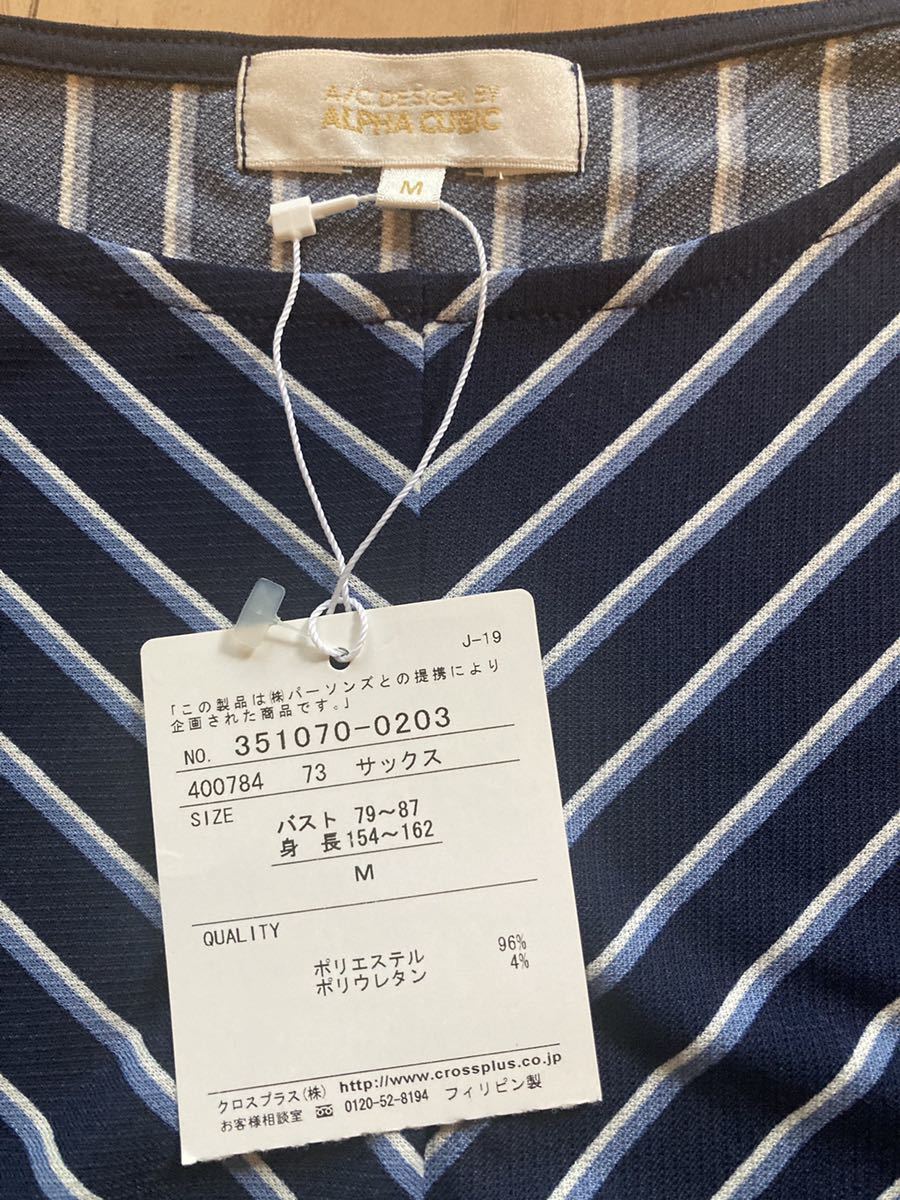 A/C DESIGN BY
ALPHA CUBIC
M
J-19
「この製品は㈱パーソンズとの提携により
企画された商品です。」
NO. 351070-0203
400784 73 サックス
SIZE
バスト 79〜87
身 長 154〜162
M
QUALITY
ポリエステル 96%
ポリウレタン 4%
クロスプラス(株) http://www.crossplus.co.jp
お客様相談室 0120-52-8194 フィリピン製